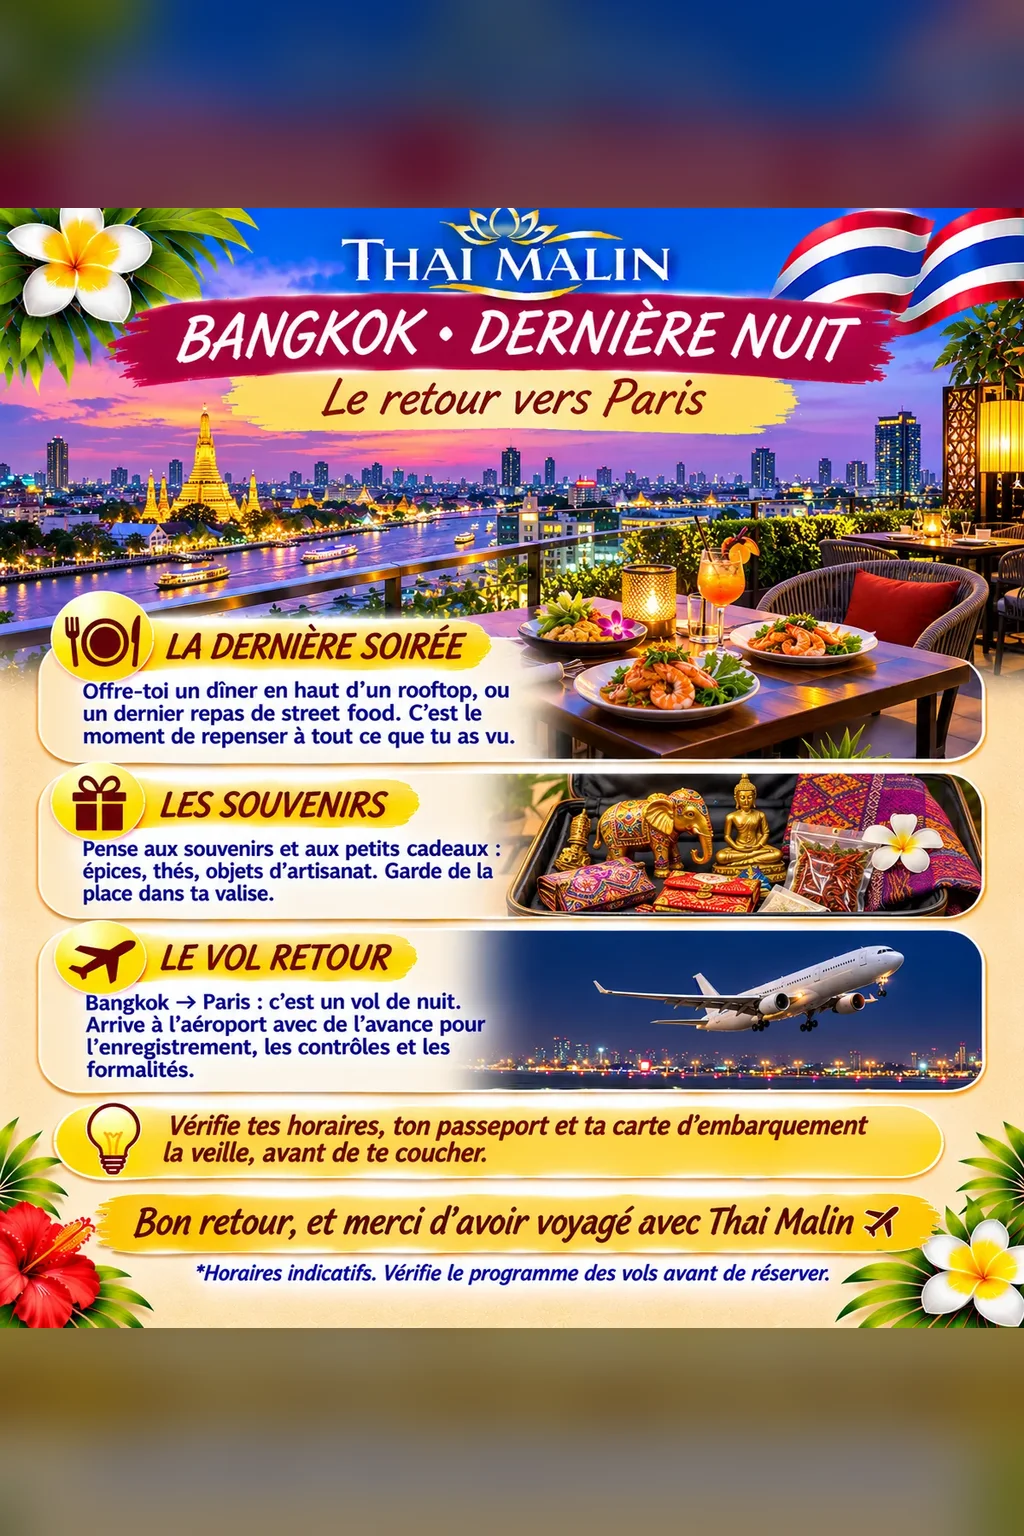 THAI MALIN
BANGKOK • DERNIÈRE NUIT
Le retour vers Paris
LA DERNIÈRE SOIRÉE
Offre-toi un dîner en haut d'un rooftop, ou
un dernier repas de street food. C'est le
moment de repenser à tout ce que tu as vu.
LES SOUVENIRS
Pense aux souvenirs et aux petits cadeaux :
épices, thés, objets d'artisanat. Garde de la
place dans ta valise.
LE VOL RETOUR
Bangkok → Paris : c'est un vol de nuit.
Arrive à l'aéroport avec de l'avance pour
l'enregistrement, les contrôles et les
formalités.
Vérifie tes horaires, ton passeport et ta carte d'embarquement
la veille, avant de te coucher.
Bon retour, et merci d'avoir voyagé avec Thai Malin
*Horaires indicatifs. Vérifie le programme des vols avant de réserver.